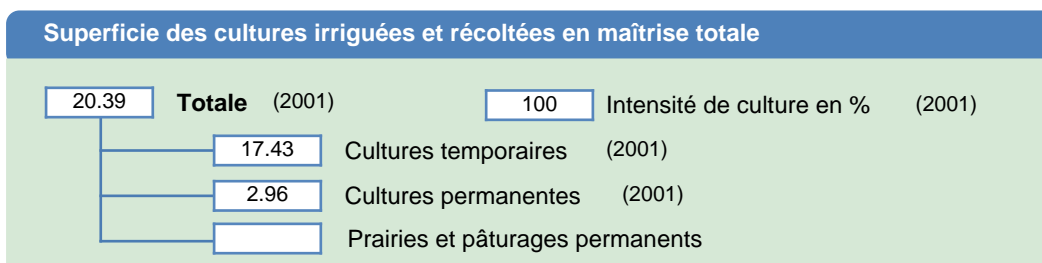 Superficie des cultures irriguées et récoltées en maîtrise totale
20.39 Totale (2001) 100 Intensité de culture en % (2001)
17.43 Cultures temporaires (2001)
2.96 Cultures permanentes (2001)
Prairies et pâturages permanents